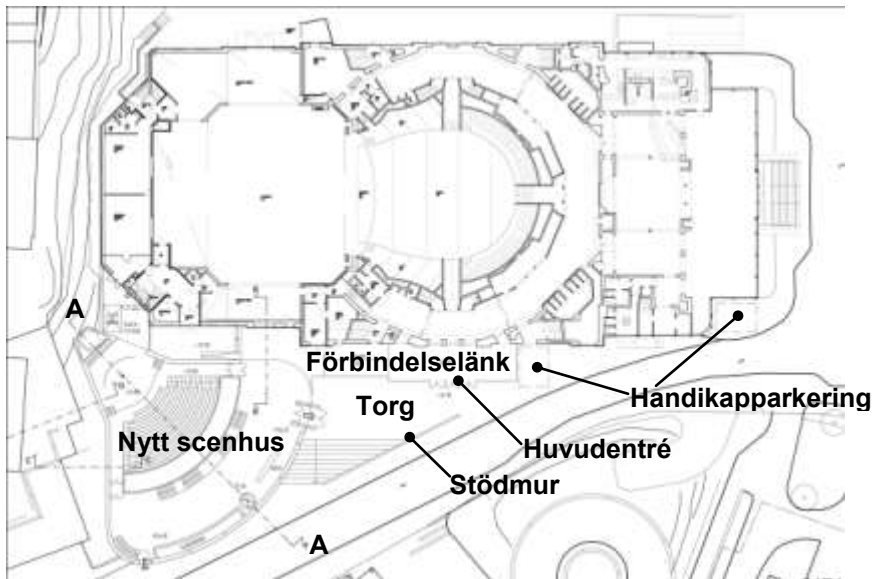 A
Förbindelselänk
Handikapparkering
Torg
Nytt scenhus
Huvudentré
Stödmur
A